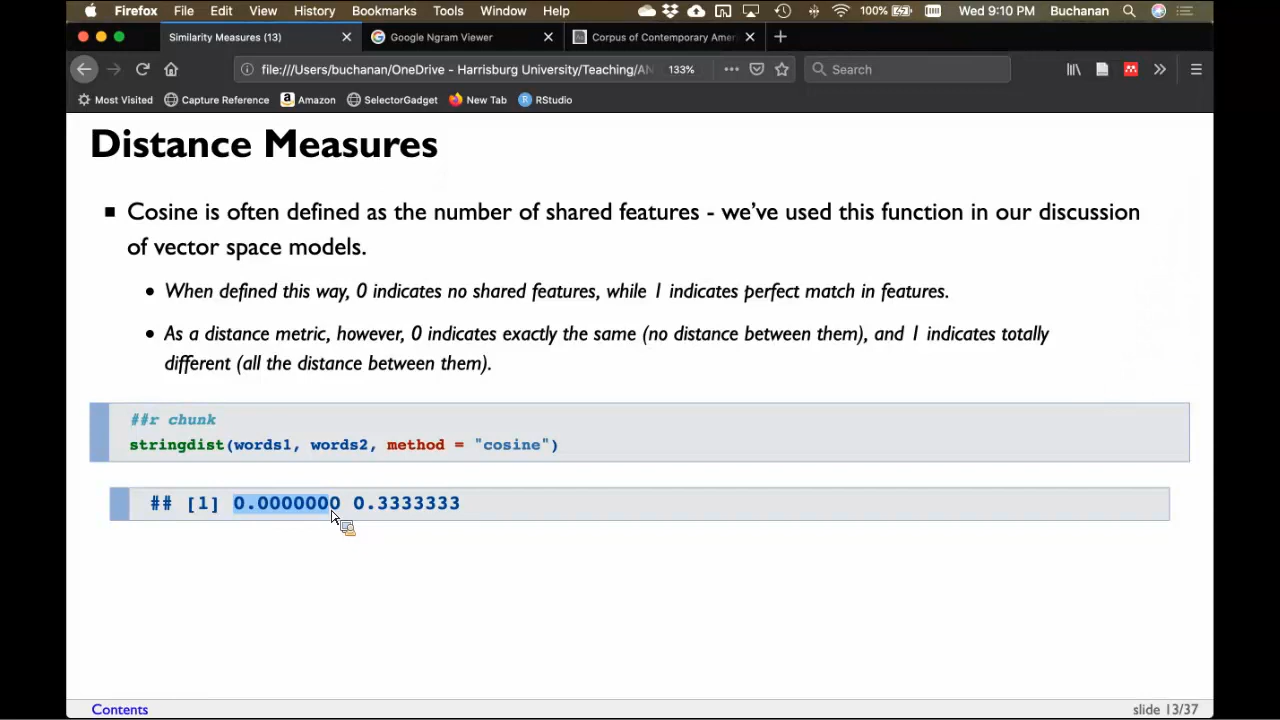 Firefox File Edit View History Bookmarks Tools Window Help 100% Wed 9:10 PM Buchanan
Similarity Measures (13) Google Ngram Viewer Corpus of Contemporary Amer
file:///Users/buchanan/OneDrive - Harrisburg University/Teaching/AN 133% Search
Most Visited Capture Reference Amazon SelectorGadget New Tab RStudio
Distance Measures
Cosine is often defined as the number of shared features - we've used this function in our discussion
of vector space models.
When defined this way, 0 indicates no shared features, while 1 indicates perfect match in features.
As a distance metric, however, 0 indicates exactly the same (no distance between them), and 1 indicates totally
different (all the distance between them).
##r chunk
stringdist(words1, words2, method = "cosine")
## [1] 0.0000000 0.3333333
Contents slide 13/37